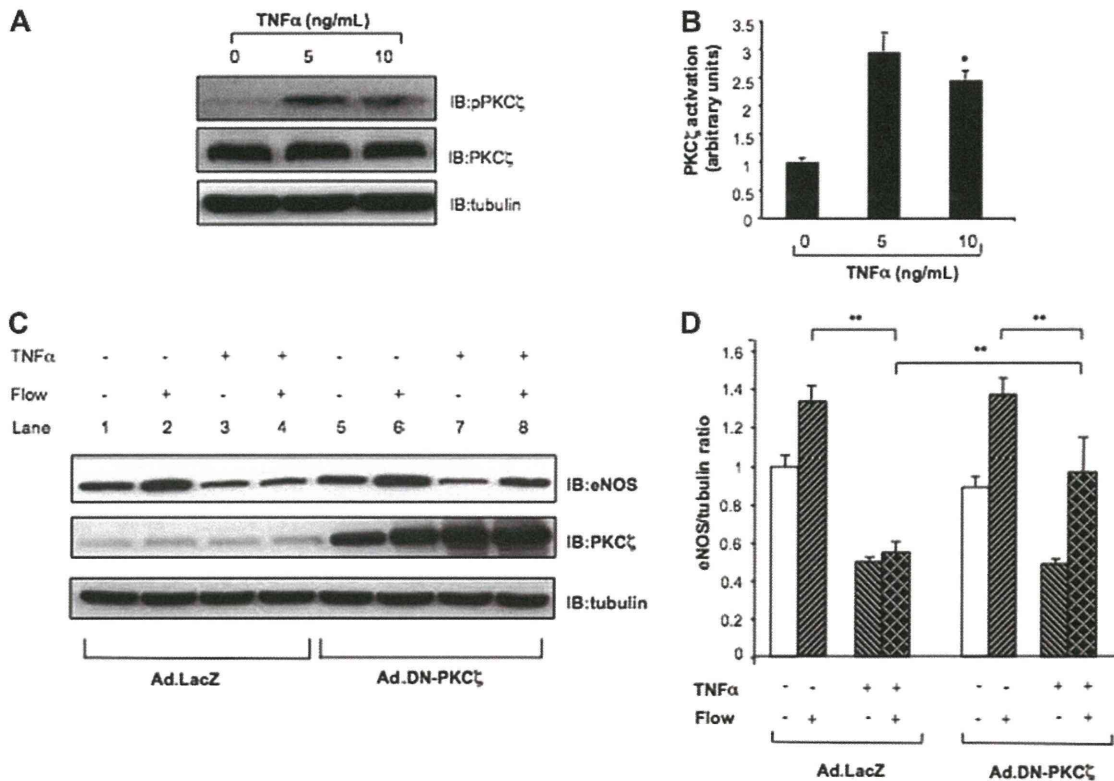 A
TNFα (ng/mL)
0 5 10
IB:pPKCζ
IB:PKCζ
IB:tubulin
B
PKCζ activation
(arbitrary units)
3.5
3
2.5
2
1.5
1
0.5
0
*
0 5 10
TNFα (ng/mL)
C
TNFα - - + + - - + +
Flow - + - + - + - +
Lane 1 2 3 4 5 6 7 8
IB:eNOS
IB:PKCζ
IB:tubulin
Ad.LacZ Ad.DN-PKCζ
D
eNOS/tubulin ratio
1.6
1.4
1.2
1
0.8
0.6
0.4
0.2
0
** **
**
TNFα - - + + - - + +
Flow - + - + - + - +
Ad.LacZ Ad.DN-PKCζ